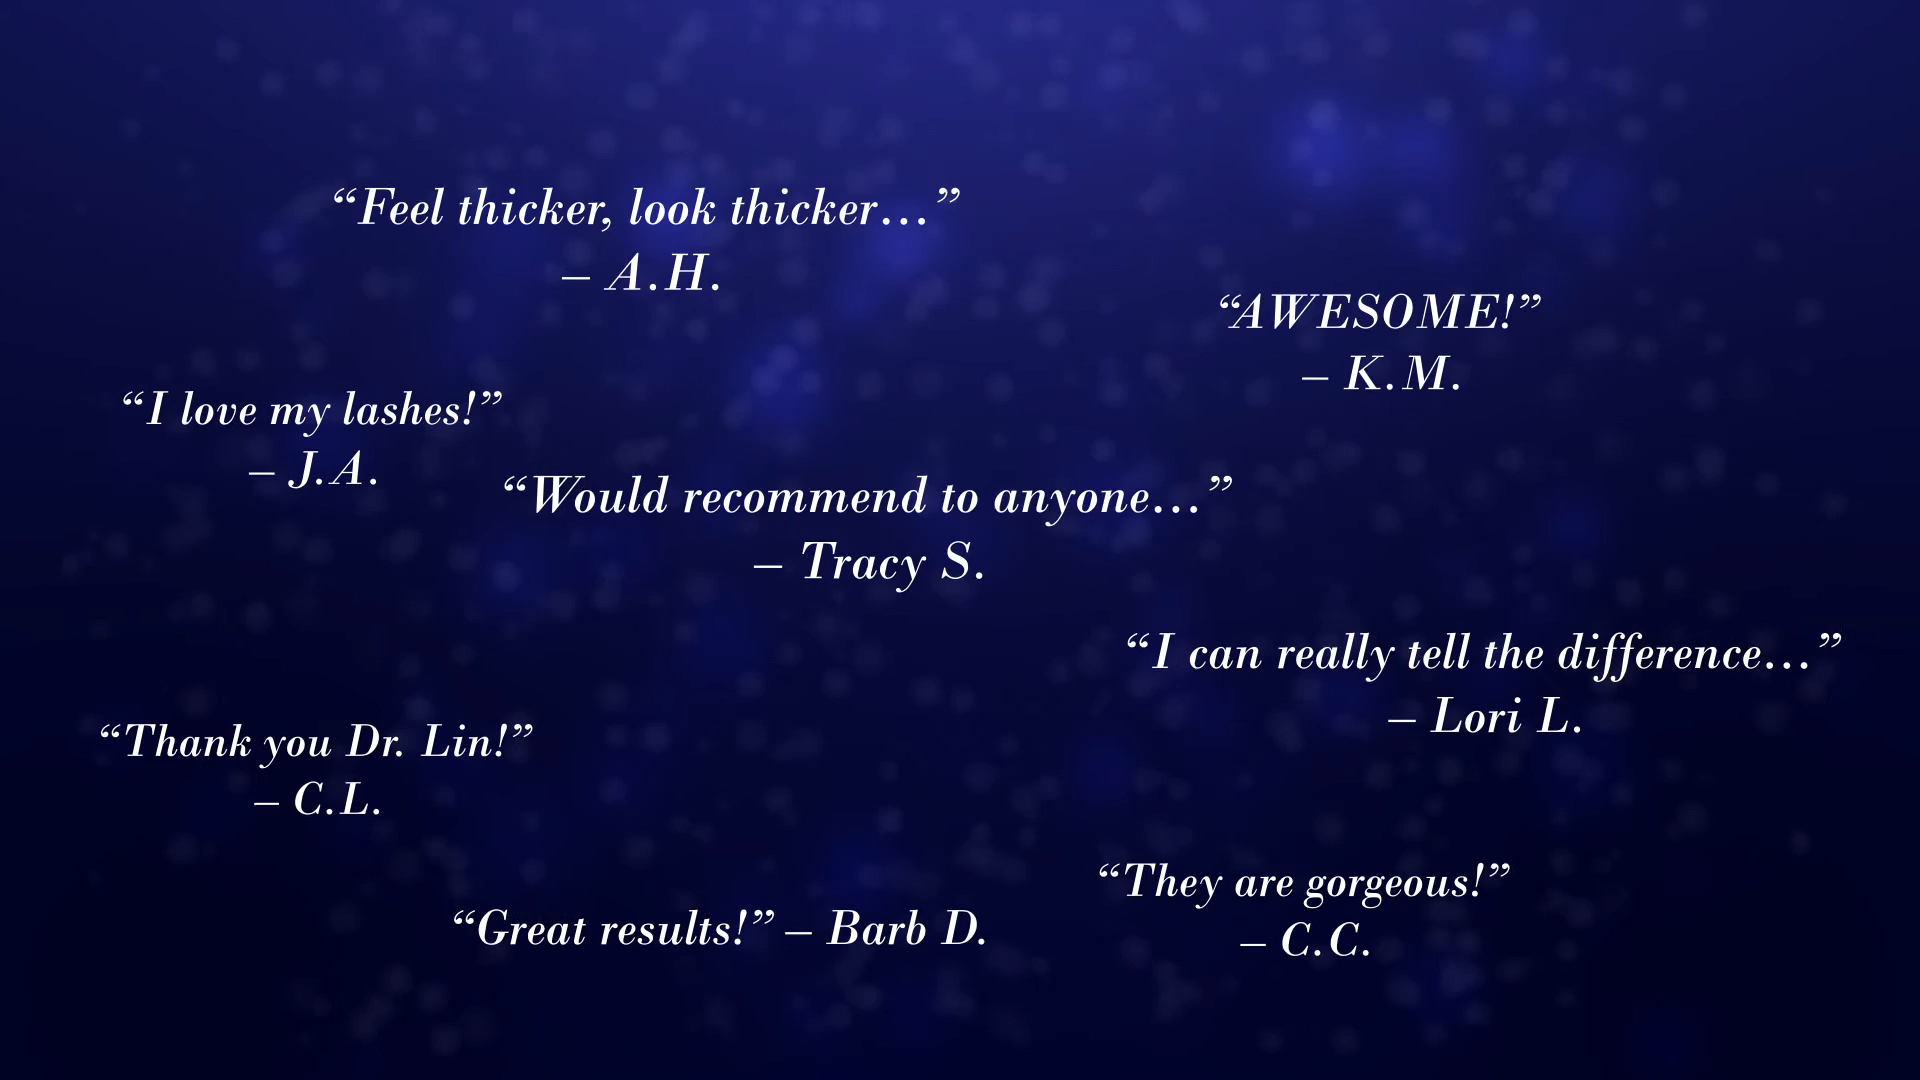 “Feel thicker, look thicker…”
– A.H.
“AWESOME!”
– K.M.
“I love my lashes!”
– J.A.
“Would recommend to anyone…”
– Tracy S.
“I can really tell the difference…”
– Lori L.
“Thank you Dr. Lin!”
– C.L.
“They are gorgeous!”
– C.C.
“Great results!” – Barb D.